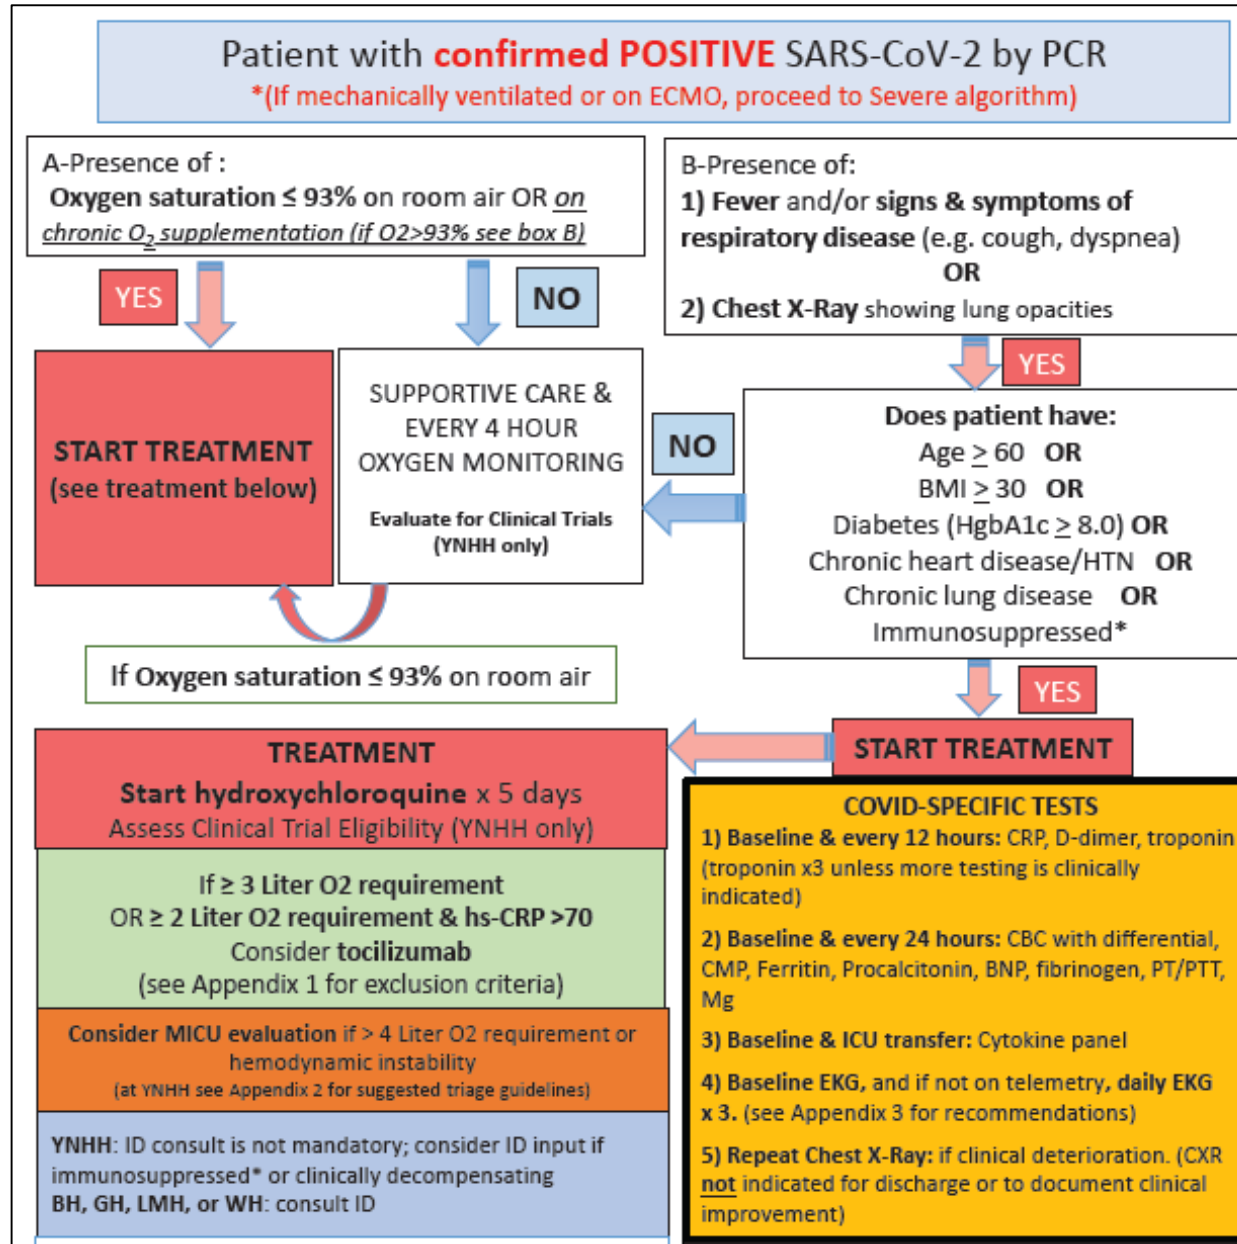 Patient with confirmed POSITIVE SARS-CoV-2 by PCR
*(If mechanically ventilated or on ECMO, proceed to Severe algorithm)
A-Presence of :
Oxygen saturation ≤ 93% on room air OR on
chronic O2 supplementation (if O2>93% see box B)
YES
NO
B-Presence of:
1) Fever and/or signs & symptoms of
respiratory disease (e.g. cough, dyspnea)
OR
2) Chest X-Ray showing lung opacities
YES
START TREATMENT
(see treatment below)
SUPPORTIVE CARE &
EVERY 4 HOUR
OXYGEN MONITORING
Evaluate for Clinical Trials
(YNHH only)
NO
Does patient have:
Age ≥ 60 OR
BMI ≥ 30 OR
Diabetes (HgbA1c ≥ 8.0) OR
Chronic heart disease/HTN OR
Chronic lung disease OR
Immunosuppressed*
If Oxygen saturation ≤ 93% on room air
YES
START TREATMENT
TREATMENT
Start hydroxychloroquine x 5 days
Assess Clinical Trial Eligibility (YNHH only)
If ≥ 3 Liter O2 requirement
OR ≥ 2 Liter O2 requirement & hs-CRP >70
Consider tocilizumab
(see Appendix 1 for exclusion criteria)
Consider MICU evaluation if > 4 Liter O2 requirement or
hemodynamic instability
(at YNHH see Appendix 2 for suggested triage guidelines)
YNHH: ID consult is not mandatory; consider ID input if
immunosuppressed* or clinically decompensating
BH, GH, LMH, or WH: consult ID
COVID-SPECIFIC TESTS
1) Baseline & every 12 hours: CRP, D-dimer, troponin
(troponin x3 unless more testing is clinically
indicated)
2) Baseline & every 24 hours: CBC with differential,
CMP, Ferritin, Procalcitonin, BNP, fibrinogen, PT/PTT,
Mg
3) Baseline & ICU transfer: Cytokine panel
4) Baseline EKG, and if not on telemetry, daily EKG
x 3. (see Appendix 3 for recommendations)
5) Repeat Chest X-Ray: if clinical deterioration. (CXR
not indicated for discharge or to document clinical
improvement)